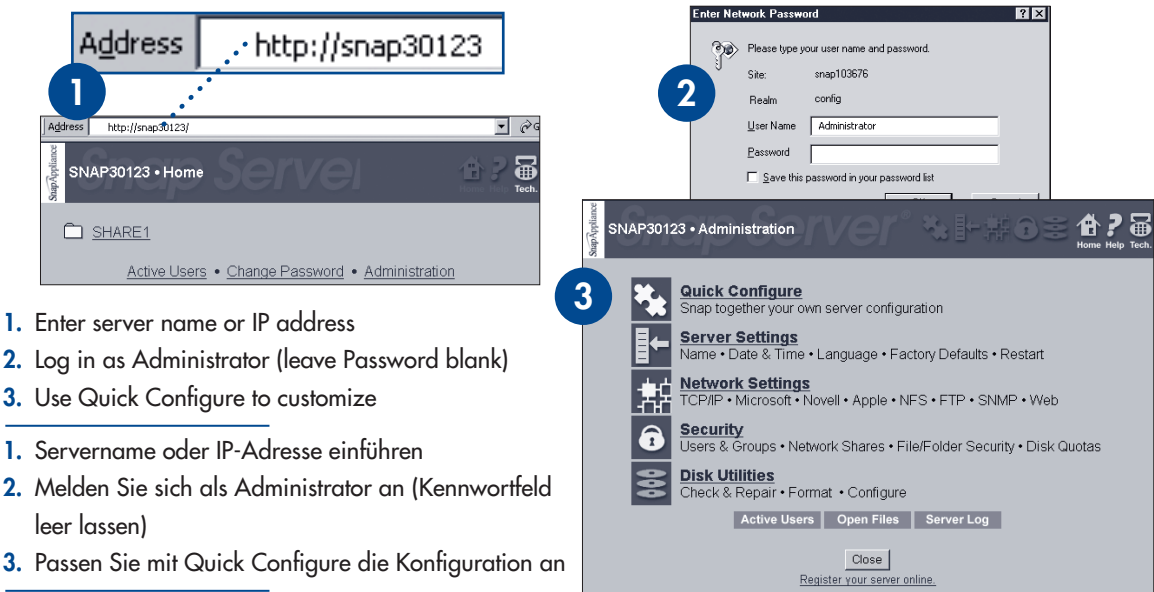 Address http://snap30123
1
Address http://snap30123/
SnapAppliance
Snap Server
SNAP30123 • Home
Home Help Tech.
SHARE1
Active Users • Change Password • Administration
1. Enter server name or IP address
2. Log in as Administrator (leave Password blank)
3. Use Quick Configure to customize
1. Servername oder IP-Adresse einführen
2. Melden Sie sich als Administrator an (Kennwortfeld
leer lassen)
3. Passen Sie mit Quick Configure die Konfiguration an
2
Enter Network Password
Please type your user name and password.
Site: snap103676
Realm config
User Name Administrator
Password
Save this password in your password list
3
SnapAppliance
Snap Server®
SNAP30123 • Administration
Home Help Tech.
Quick Configure
Snap together your own server configuration
Server Settings
Name • Date & Time • Language • Factory Defaults • Restart
Network Settings
TCP/IP • Microsoft • Novell • Apple • NFS • FTP • SNMP • Web
Security
Users & Groups • Network Shares • File/Folder Security • Disk Quotas
Disk Utilities
Check & Repair • Format • Configure
Active Users Open Files Server Log
Close
Register your server online.